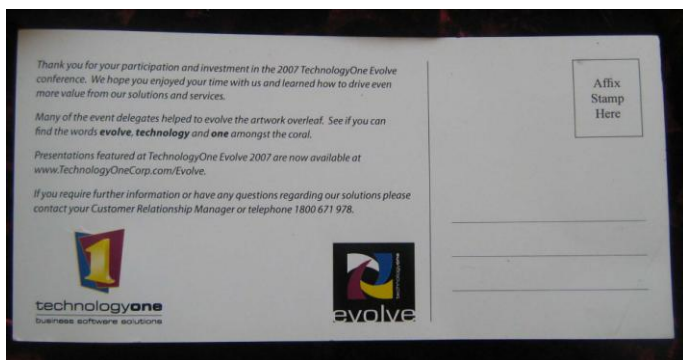 Thank you for your participation and investment in the 2007 TechnologyOne Evolve
conference. We hope you enjoyed your time with us and learned how to drive even
more value from our solutions and services.
Many of the event delegates helped to evolve the artwork overleaf. See if you can
find the words evolve, technology and one amongst the coral.
Presentations featured at TechnologyOne Evolve 2007 are now available at
www.TechnologyOneCorp.com/Evolve.
If you require further information or have any questions regarding our solutions please
contact your Customer Relationship Manager or telephone 1800 671 978.
1
technologyone
business software solutions
technologyone
evolve
Affix
Stamp
Here